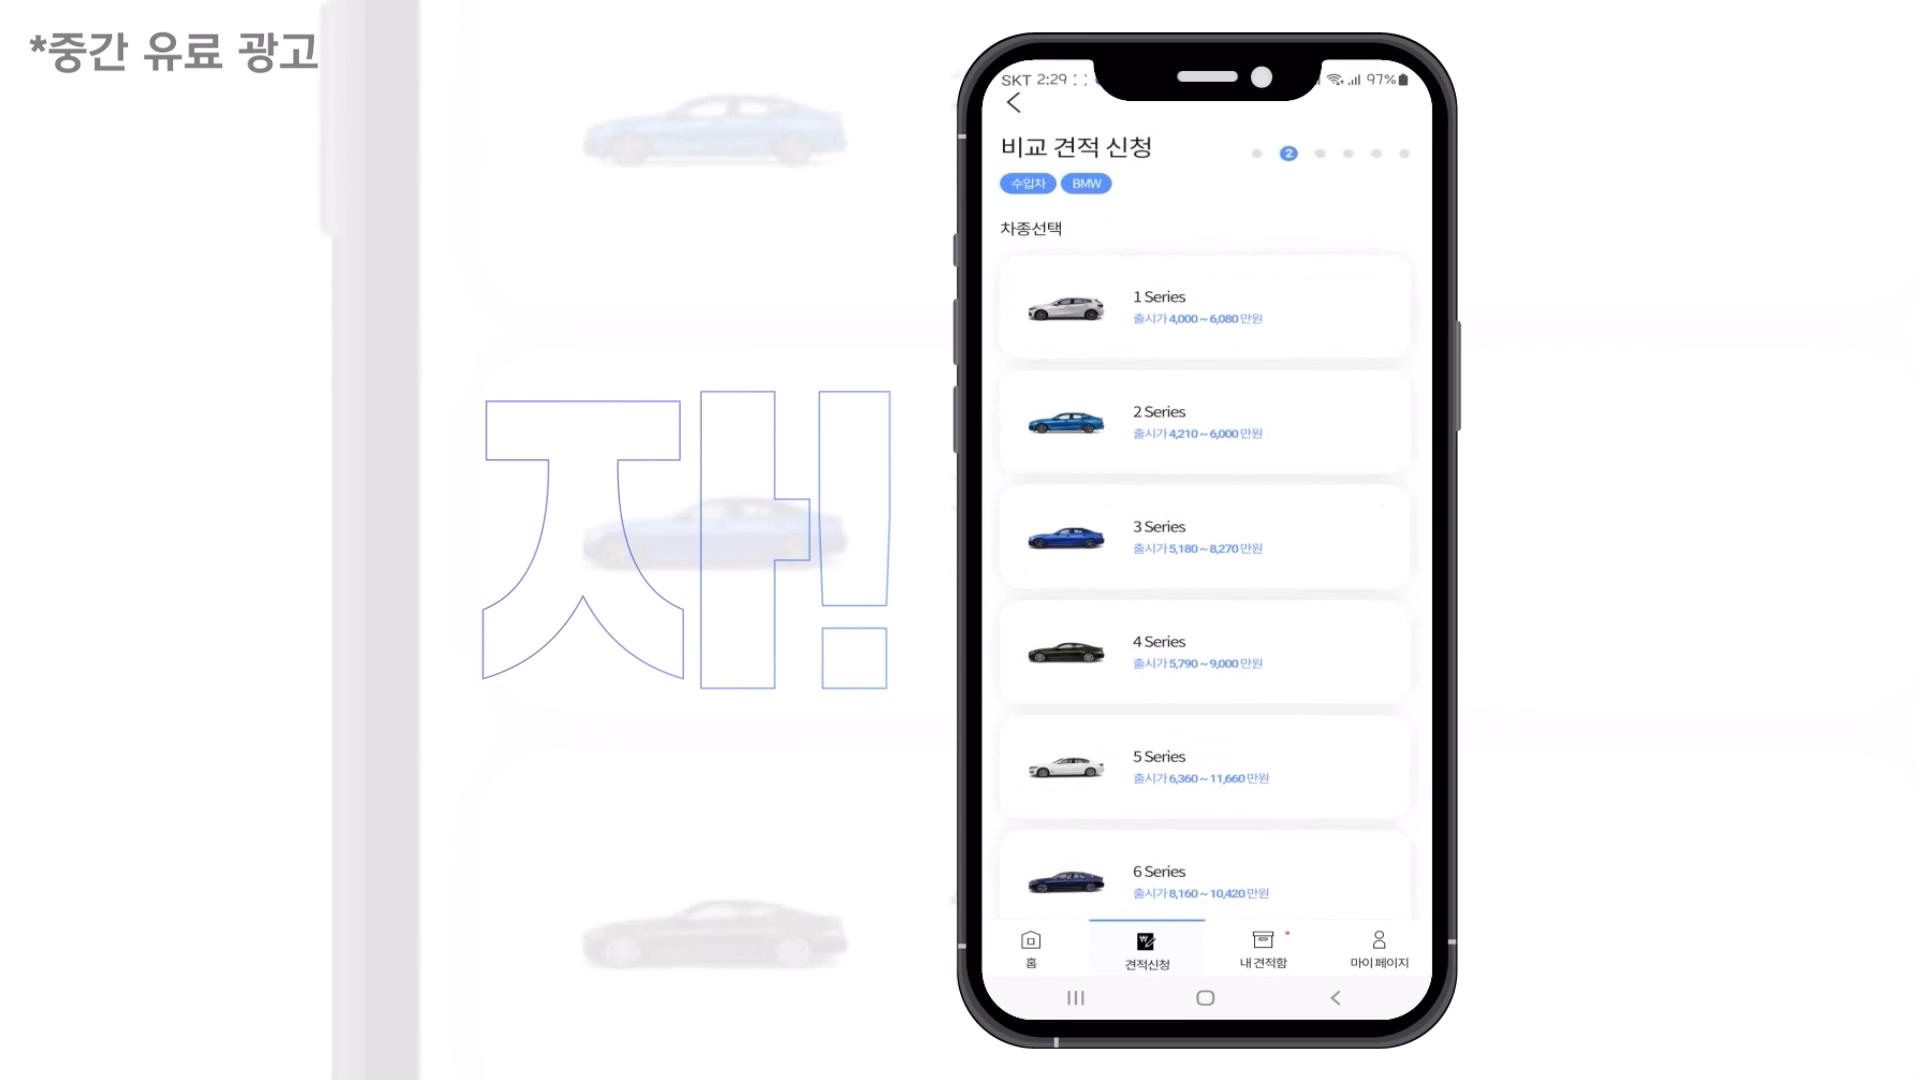 *중간 유료 광고
자!
SKT 2:29
97%
비교 견적 신청
2
수입차 BMW
차종선택
1 Series
출시가 4,000 ~ 6,080 만원
2 Series
출시가 4,210 ~ 6,000 만원
3 Series
출시가 5,180 ~ 8,270 만원
4 Series
출시가 5,790 ~ 9,000 만원
5 Series
출시가 6,360 ~ 11,660 만원
6 Series
출시가 8,160 ~ 10,420 만원
홈 견적신청 내 견적함 마이 페이지